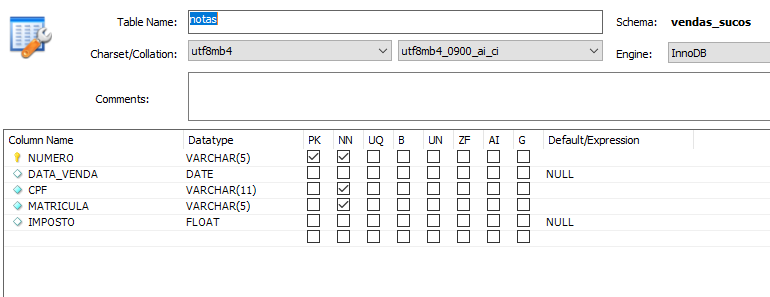 Table Name: notas Schema: vendas_sucos
Charset/Collation: utf8mb4 utf8mb4_0900_ai_ci Engine: InnoDB
Comments:
Column Name Datatype PK NN UQ B UN ZF AI G Default/Expression
NUMERO VARCHAR(5)
DATA_VENDA DATE NULL
CPF VARCHAR(11)
MATRICULA VARCHAR(5)
IMPOSTO FLOAT NULL